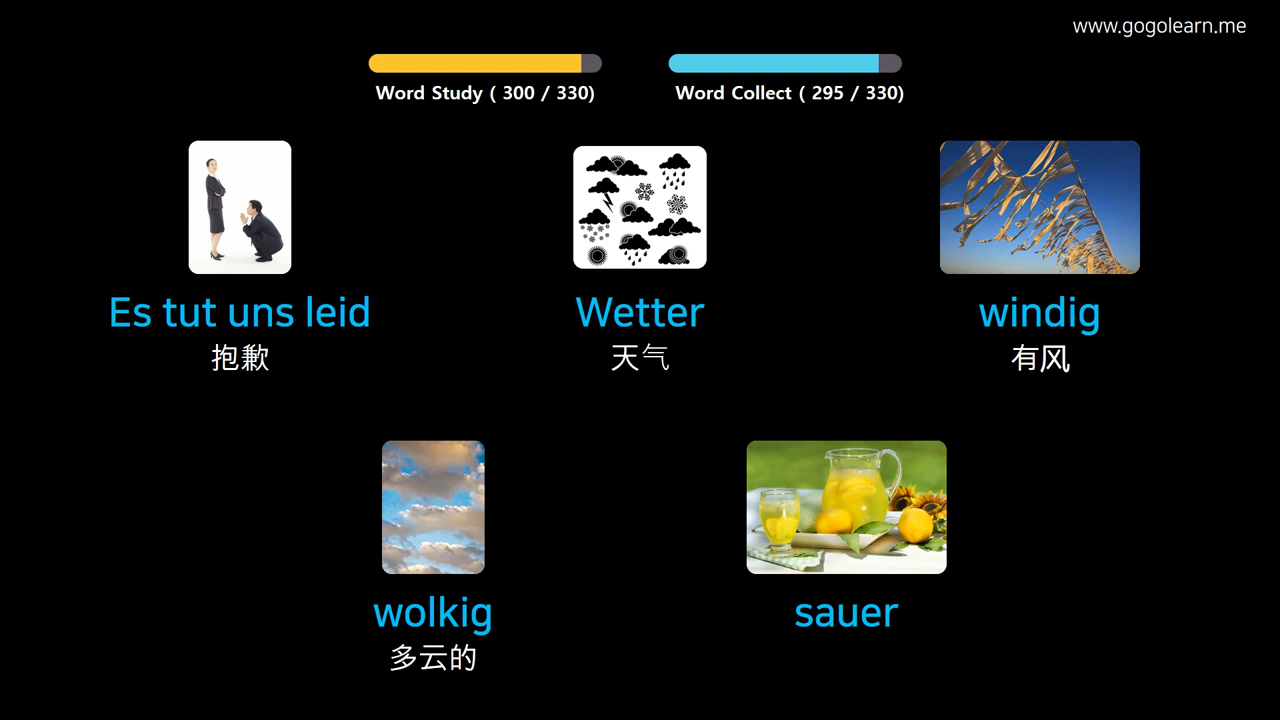 www.gogolearn.me
Word Study ( 300 / 330)
Word Collect ( 295 / 330)
Es tut uns leid
抱歉
Wetter
天气
windig
有风
wolkig
多云的
sauer